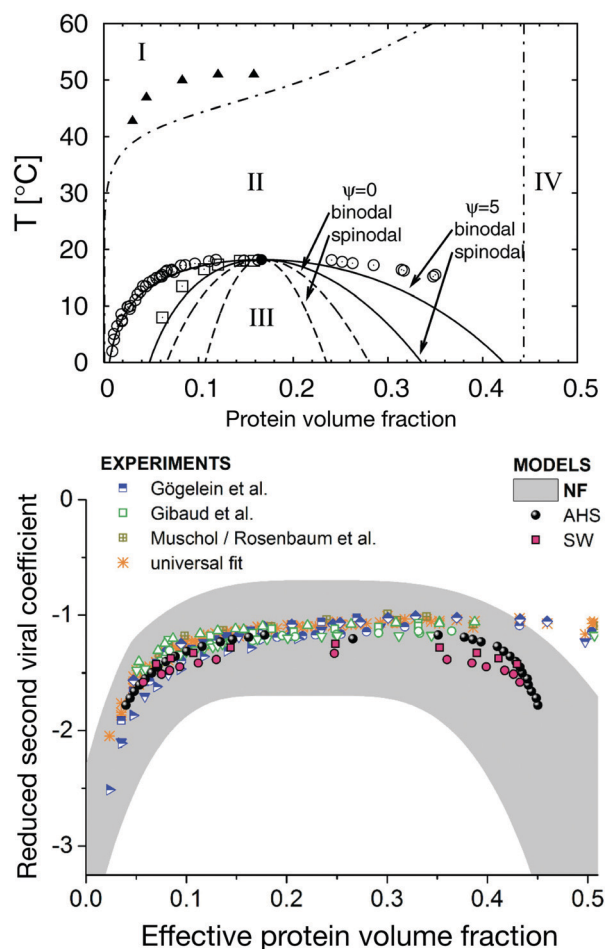 60
50
40
30
20
10
0
T [°C]
I
II
III
IV
ψ=0
binodal
spinodal
ψ=5
binodal
spinodal
0 0.1 0.2 0.3 0.4 0.5
Protein volume fraction
EXPERIMENTS
Gögelein et al.
Gibaud et al.
Muschol / Rosenbaum et al.
universal fit
MODELS
NF
AHS
SW
0
-1
-2
-3
Reduced second viral coefficient
0.0 0.1 0.2 0.3 0.4 0.5
Effective protein volume fraction